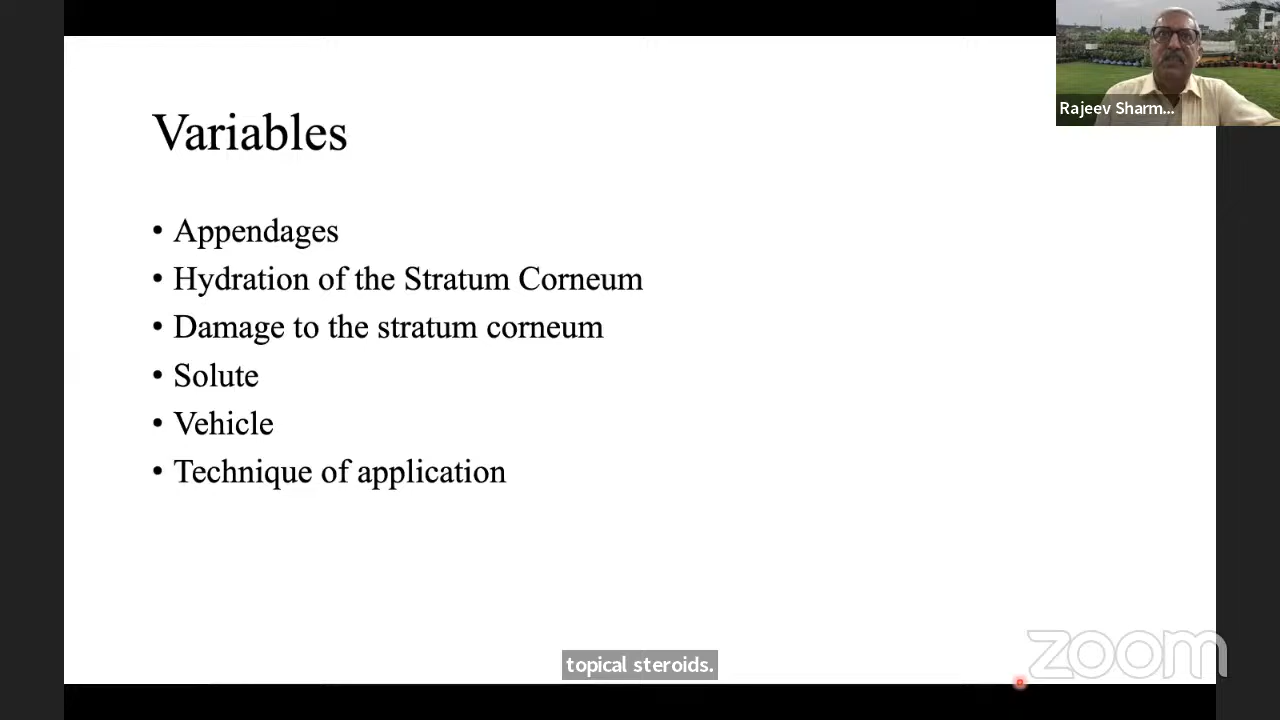 Rajeev Sharm...
Variables
• Appendages
• Hydration of the Stratum Corneum
• Damage to the stratum corneum
• Solute
• Vehicle
• Technique of application
topical steroids.
zoom